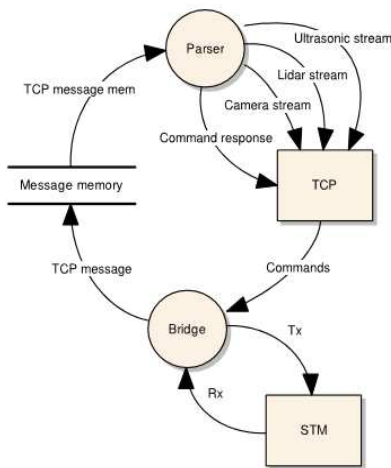 Ultrasonic stream
Parser
Lidar stream
TCP message mem
Camera stream
Command response
Message memory
TCP
TCP message
Commands
Bridge
Tx
Rx
STM